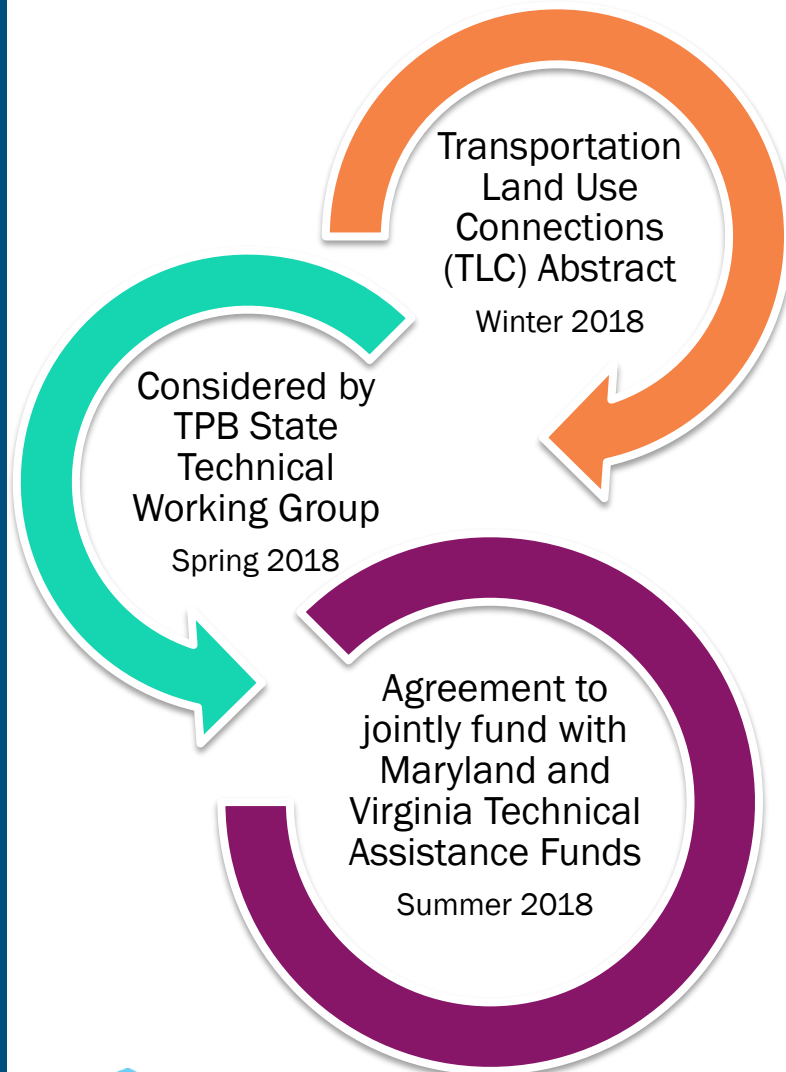 Transportation
Land Use
Connections
(TLC) Abstract
Winter 2018
Considered by
TPB State
Technical
Working Group
Spring 2018
Agreement to
jointly fund with
Maryland and
Virginia Technical
Assistance Funds
Summer 2018